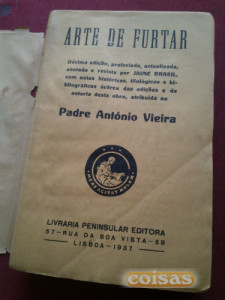 ARTE DE FURTAR
Décima edição, prefaciada, actualizada,
anotada e revista por JAIME BRASIL,
com notas históricas, filológicas e bi-
bliográficas àcêrca das edições e da
autoria desta obra, atribuída ao
Padre António Vieira
LIVRARIA PENINSULAR EDITORA
57-RUA DA BOA VISTA-59
LISBOA-1937
coisas